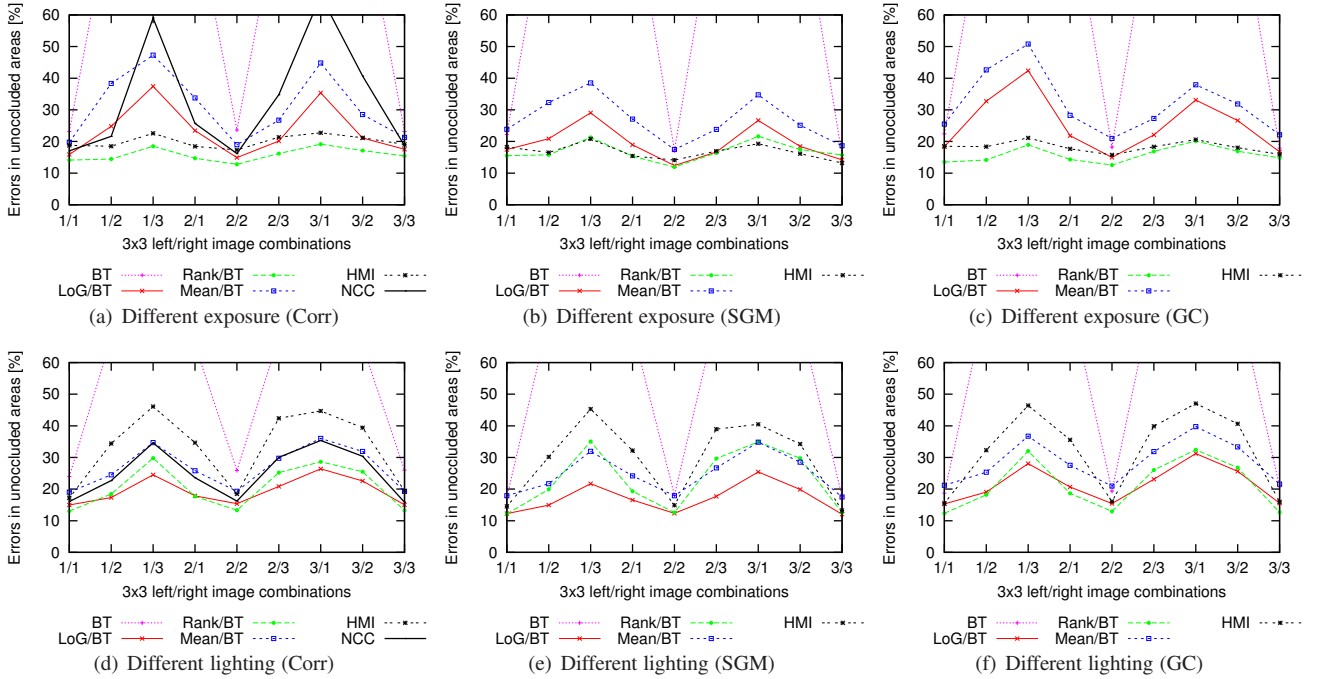 Errors in unoccluded areas [%]
60
50
40
30
20
10
0
1/1 1/2 1/3 2/1 2/2 2/3 3/1 3/2 3/3
3x3 left/right image combinations
BT Rank/BT HMI
LoG/BT Mean/BT NCC
(a) Different exposure (Corr)
Errors in unoccluded areas [%]
60
50
40
30
20
10
0
1/1 1/2 1/3 2/1 2/2 2/3 3/1 3/2 3/3
3x3 left/right image combinations
BT Rank/BT HMI
LoG/BT Mean/BT
(b) Different exposure (SGM)
Errors in unoccluded areas [%]
60
50
40
30
20
10
0
1/1 1/2 1/3 2/1 2/2 2/3 3/1 3/2 3/3
3x3 left/right image combinations
BT Rank/BT HMI
LoG/BT Mean/BT
(c) Different exposure (GC)
Errors in unoccluded areas [%]
60
50
40
30
20
10
0
1/1 1/2 1/3 2/1 2/2 2/3 3/1 3/2 3/3
3x3 left/right image combinations
BT Rank/BT HMI
LoG/BT Mean/BT NCC
(d) Different lighting (Corr)
Errors in unoccluded areas [%]
60
50
40
30
20
10
0
1/1 1/2 1/3 2/1 2/2 2/3 3/1 3/2 3/3
3x3 left/right image combinations
BT Rank/BT HMI
LoG/BT Mean/BT
(e) Different lighting (SGM)
Errors in unoccluded areas [%]
60
50
40
30
20
10
0
1/1 1/2 1/3 2/1 2/2 2/3 3/1 3/2 3/3
3x3 left/right image combinations
BT Rank/BT HMI
LoG/BT Mean/BT
(f) Different lighting (GC)